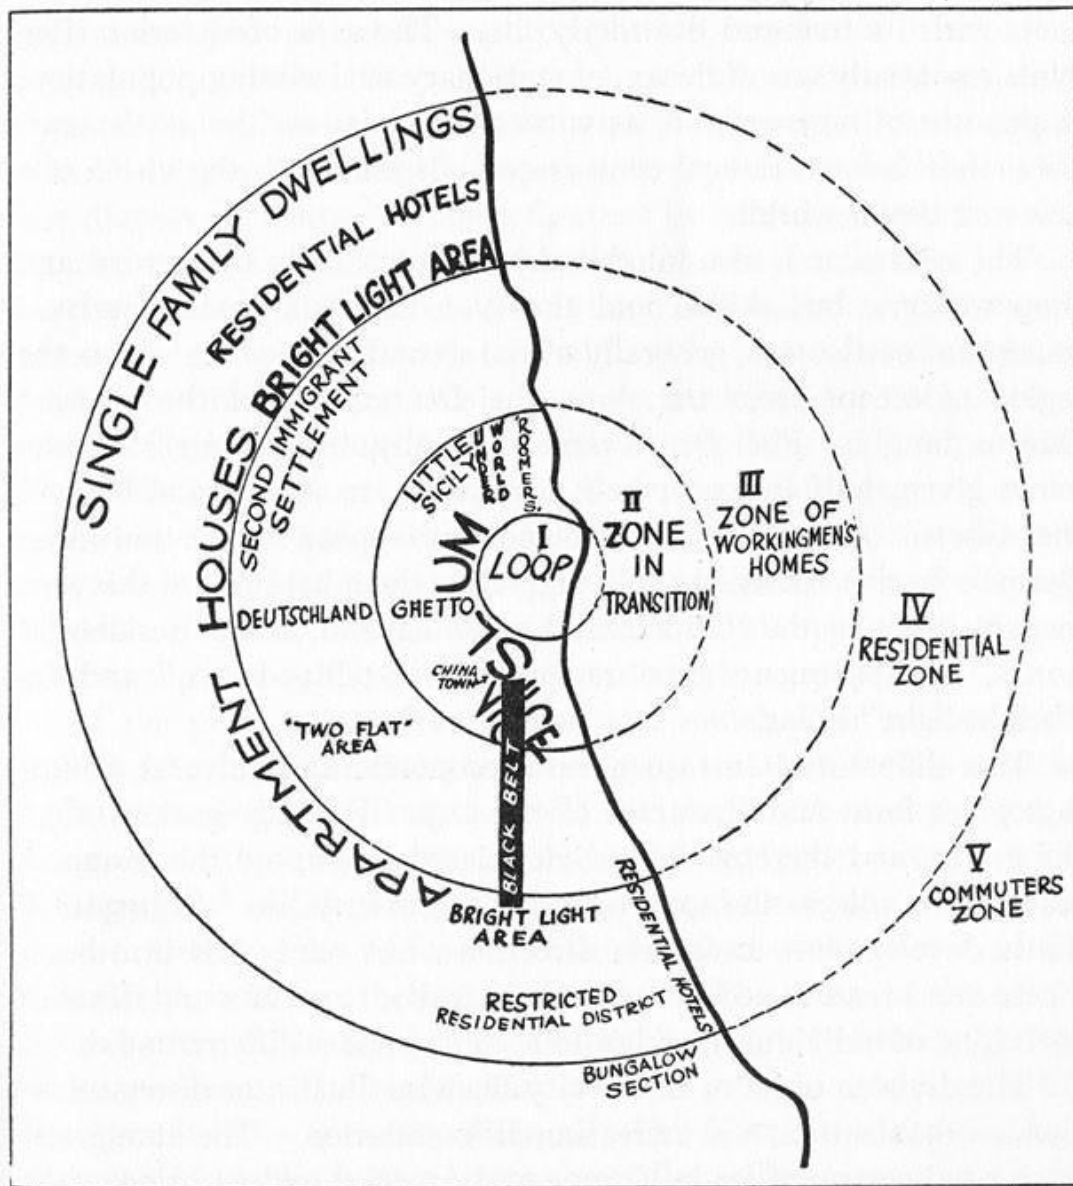 SINGLE FAMILY DWELLINGS
RESIDENTIAL HOTELS
BRIGHT LIGHT AREA
SECOND IMMIGRANT
SETTLEMENT
APARTMENT HOUSES
LITTLE
SICILY
UNDER
WORLD
ROOMERS
I
LOOP
II
ZONE
IN
TRANSITION
III
ZONE OF
WORKINGMEN'S
HOMES
IV
RESIDENTIAL
ZONE
V
COMMUTERS
ZONE
DEUTSCHLAND
GHETTO
SLUM
CHINA
TOWN
VICE
"TWO FLAT"
AREA
BLACK BELT
BRIGHT LIGHT
AREA
RESIDENTIAL HOTELS
RESTRICTED
RESIDENTIAL DISTRICT
BUNGALOW
SECTION